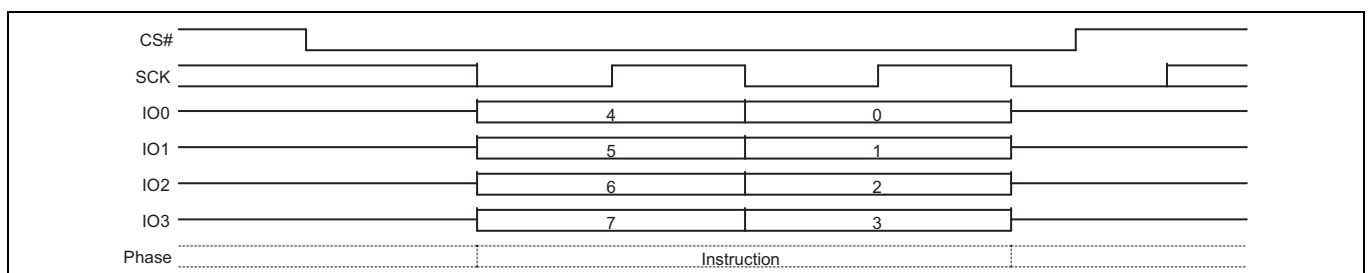 CS#
SCK
IO0 4 0
IO1 5 1
IO2 6 2
IO3 7 3
Phase Instruction